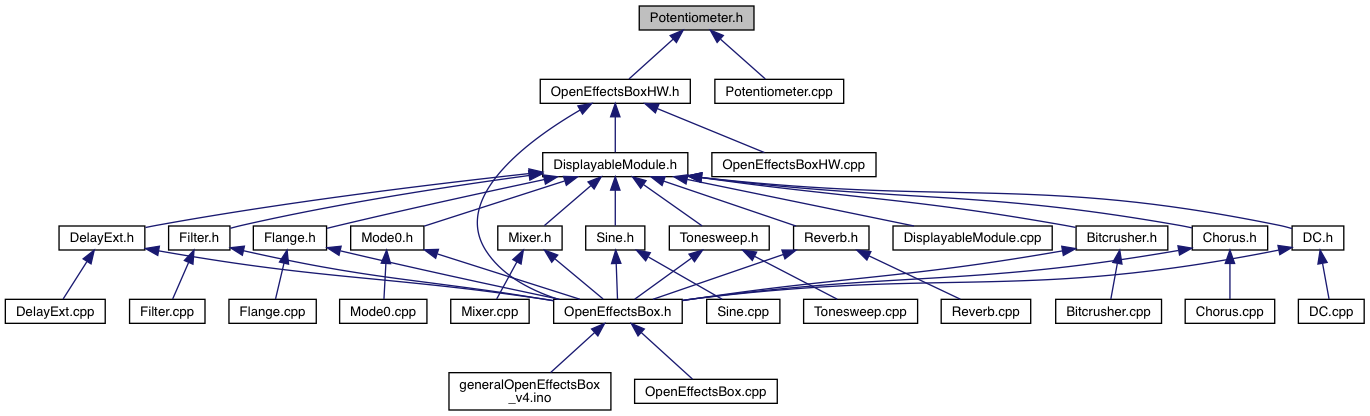 Potentiometer.h
OpenEffectsBoxHW.h
Potentiometer.cpp
DisplayableModule.h
OpenEffectsBoxHW.cpp
DelayExt.h
Filter.h
Flange.h
Mode0.h
Mixer.h
Sine.h
Tonesweep.h
Reverb.h
DisplayableModule.cpp
Bitcrusher.h
Chorus.h
DC.h
DelayExt.cpp
Filter.cpp
Flange.cpp
Mode0.cpp
Mixer.cpp
OpenEffectsBox.h
Sine.cpp
Tonesweep.cpp
Reverb.cpp
Bitcrusher.cpp
Chorus.cpp
DC.cpp
generalOpenEffectsBox
_v4.ino
OpenEffectsBox.cpp